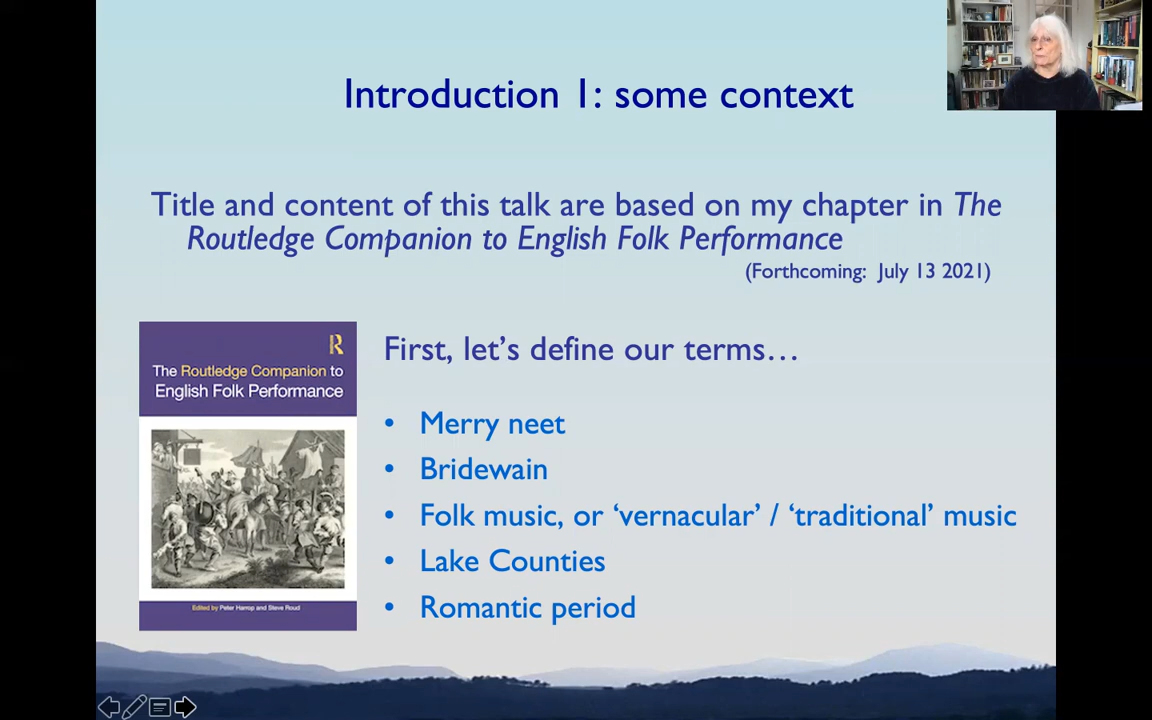 Introduction 1: some context
Title and content of this talk are based on my chapter in The
Routledge Companion to English Folk Performance
(Forthcoming: July 13 2021)
R
The Routledge Companion to
English Folk Performance
Edited by Peter Harrop and Steve Roud
First, let’s define our terms…
• Merry neet
• Bridewain
• Folk music, or ‘vernacular’ / ‘traditional’ music
• Lake Counties
• Romantic period